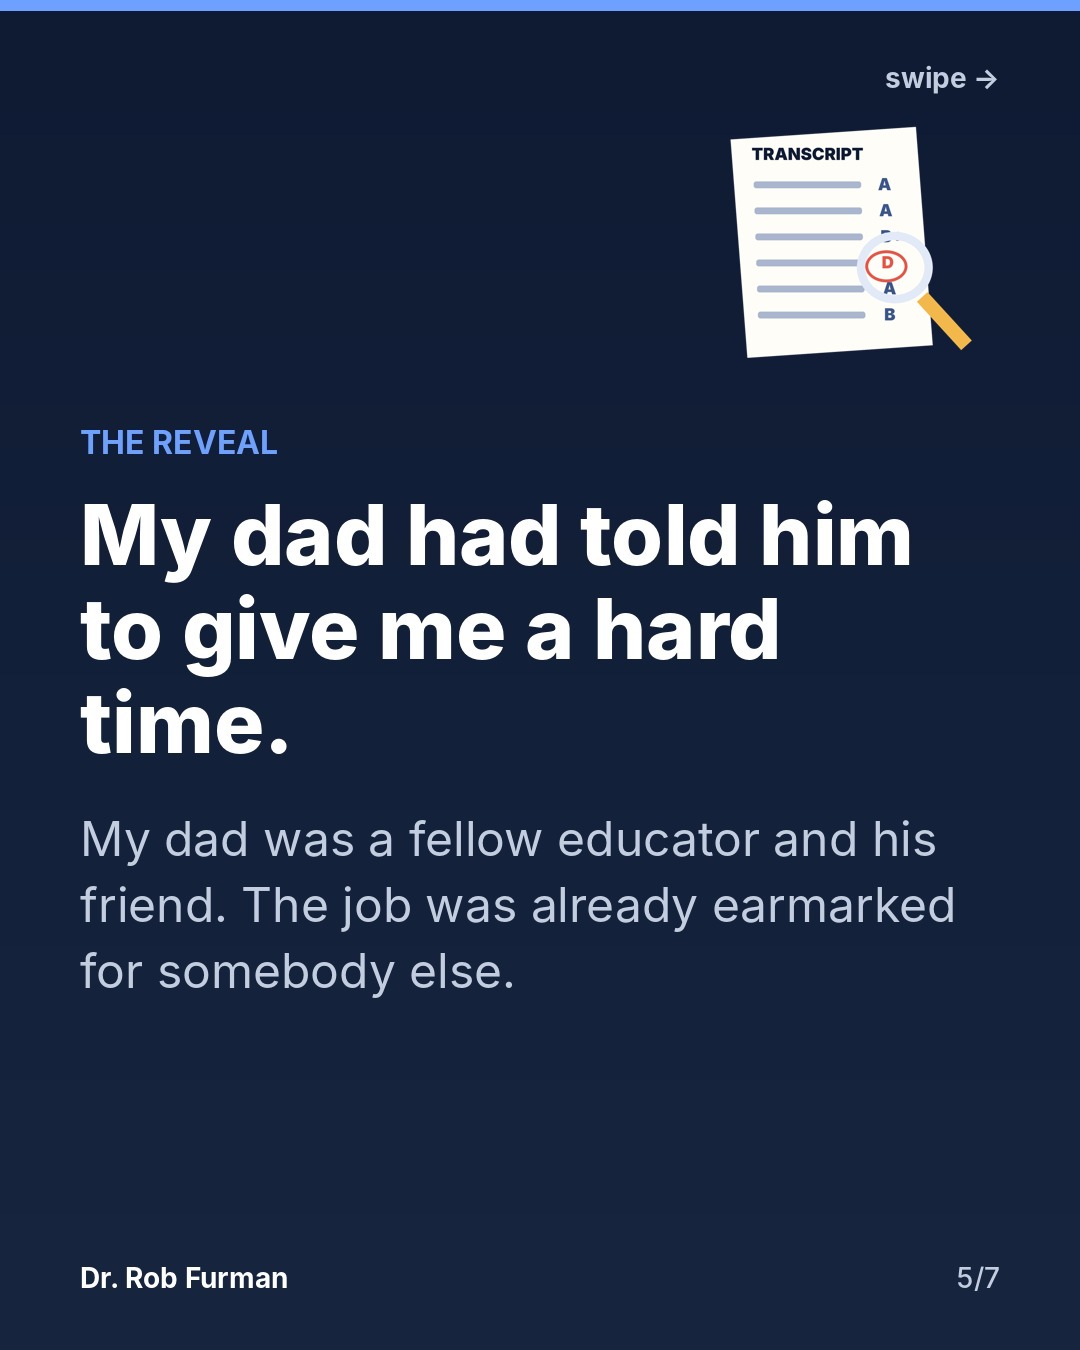 swipe →
TRANSCRIPT
A
A
D
A
B
THE REVEAL
My dad had told him
to give me a hard
time.
My dad was a fellow educator and his
friend. The job was already earmarked
for somebody else.
Dr. Rob Furman
5/7